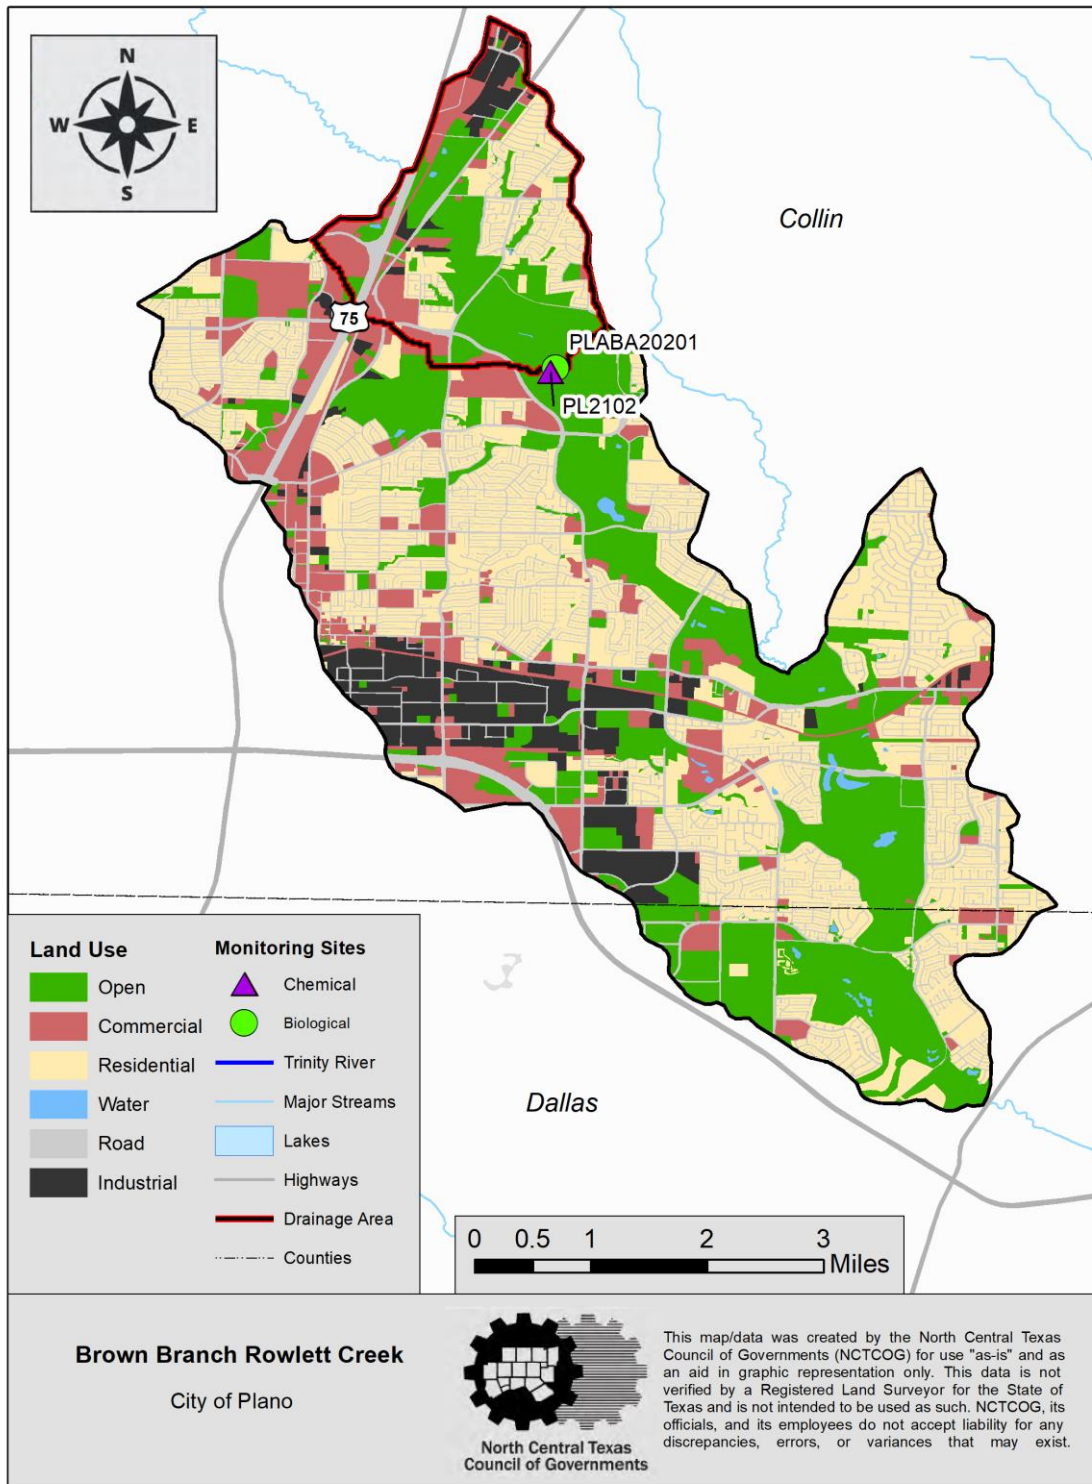 N
W E
S
Collin
75
PLABA20201
PL2102
Dallas
Land Use
Open
Commercial
Residential
Water
Road
Industrial
Monitoring Sites
Chemical
Biological
Trinity River
Major Streams
Lakes
Highways
Drainage Area
Counties
0 0.5 1 2 3
Miles
Brown Branch Rowlett Creek
City of Plano
North Central Texas
Council of Governments
This map/data was created by the North Central Texas
Council of Governments (NCTCOG) for use "as-is" and as
an aid in graphic representation only. This data is not
verified by a Registered Land Surveyor for the State of
Texas and is not intended to be used as such. NCTCOG, its
officials, and its employees do not accept liability for any
discrepancies, errors, or variances that may exist.